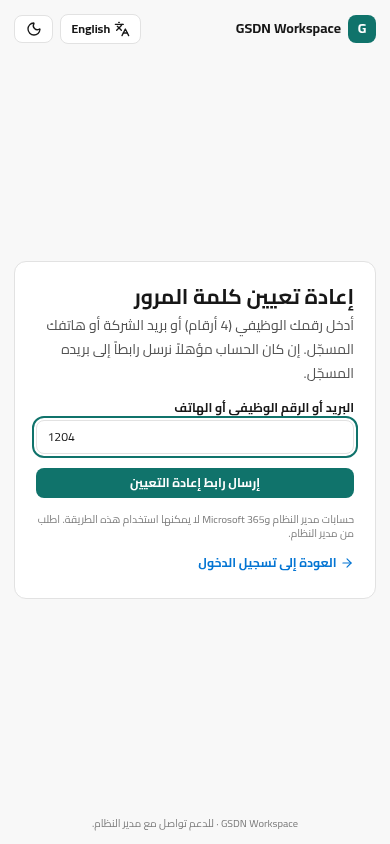 G GSDN Workspace
English
إعادة تعيين كلمة المرور
أدخل رقمك الوظيفي (4 أرقام) أو بريد الشركة أو هاتفك
المسجّل. إن كان الحساب مؤهلاً نرسل رابطاً إلى بريده
المسجّل.
البريد أو الرقم الوظيفي أو الهاتف
1204
إرسال رابط إعادة التعيين
حسابات مدير النظام وMicrosoft 365 لا يمكنها استخدام هذه الطريقة. اطلب
من مدير النظام.
العودة إلى تسجيل الدخول
GSDN Workspace · للدعم تواصل مع مدير النظام.